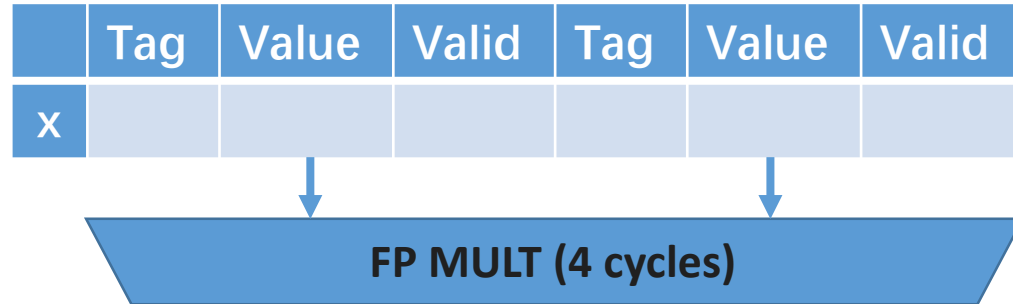 Tag Value Valid Tag Value Valid
x
FP MULT (4 cycles)